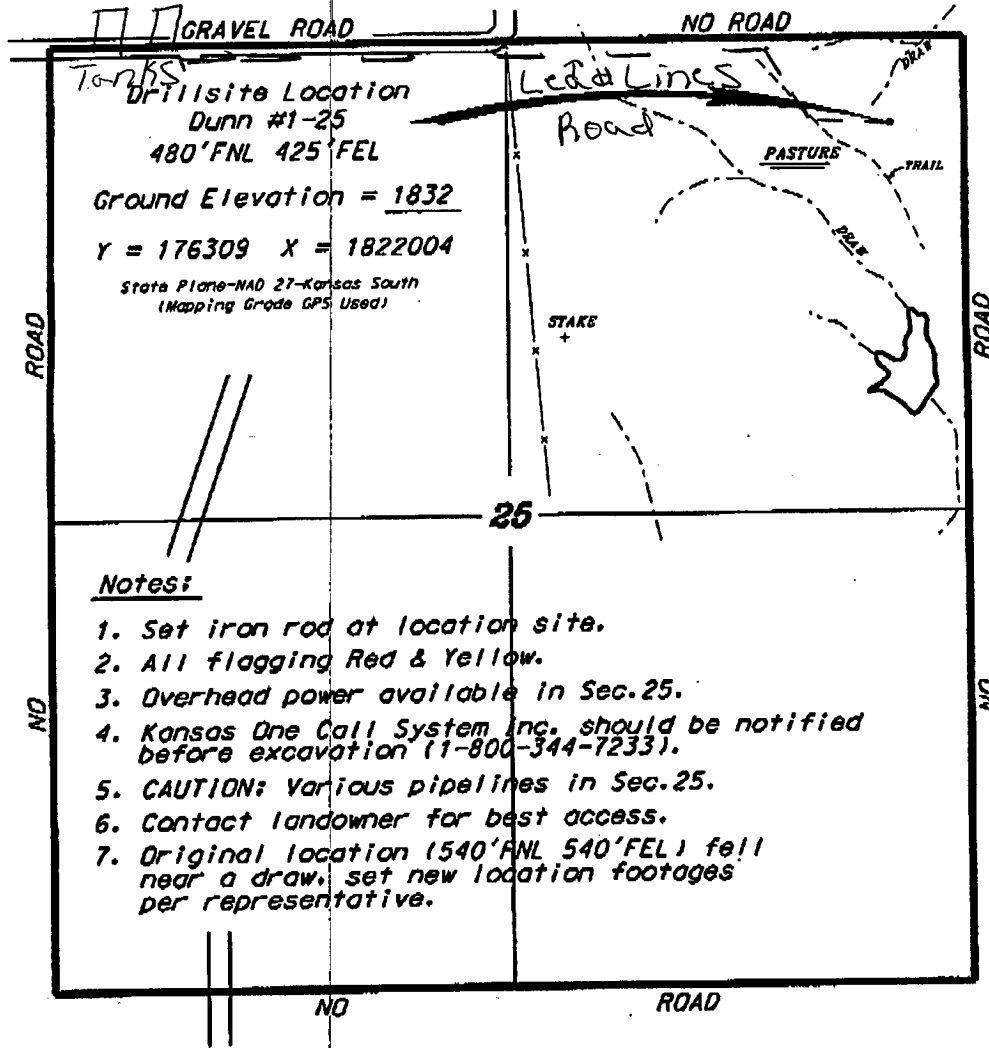 GRAVEL ROAD
NO ROAD
Tanks
Lead Lines
Road
Drillsite Location
Dunn #1-25
480'FNL 425'FEL
Ground Elevation = 1832
Y = 176309 X = 1822004
State Plane-NAD 27-Kansas South
(Mapping Grade GPS Used)
DRAW
PASTURE
TRAIL
DRAW
STAKE
ROAD
ROAD
25
NO
NO
Notes:
1. Set iron rod at location site.
2. All flagging Red & Yellow.
3. Overhead power available in Sec.25.
4. Kansas One Call System Inc. should be notified
before excavation (1-800-344-7233).
5. CAUTION: Various pipelines in Sec.25.
6. Contact landowner for best access.
7. Original location (540'FNL 540'FEL) fell
near a draw, set new location footages
per representative.
NO
ROAD